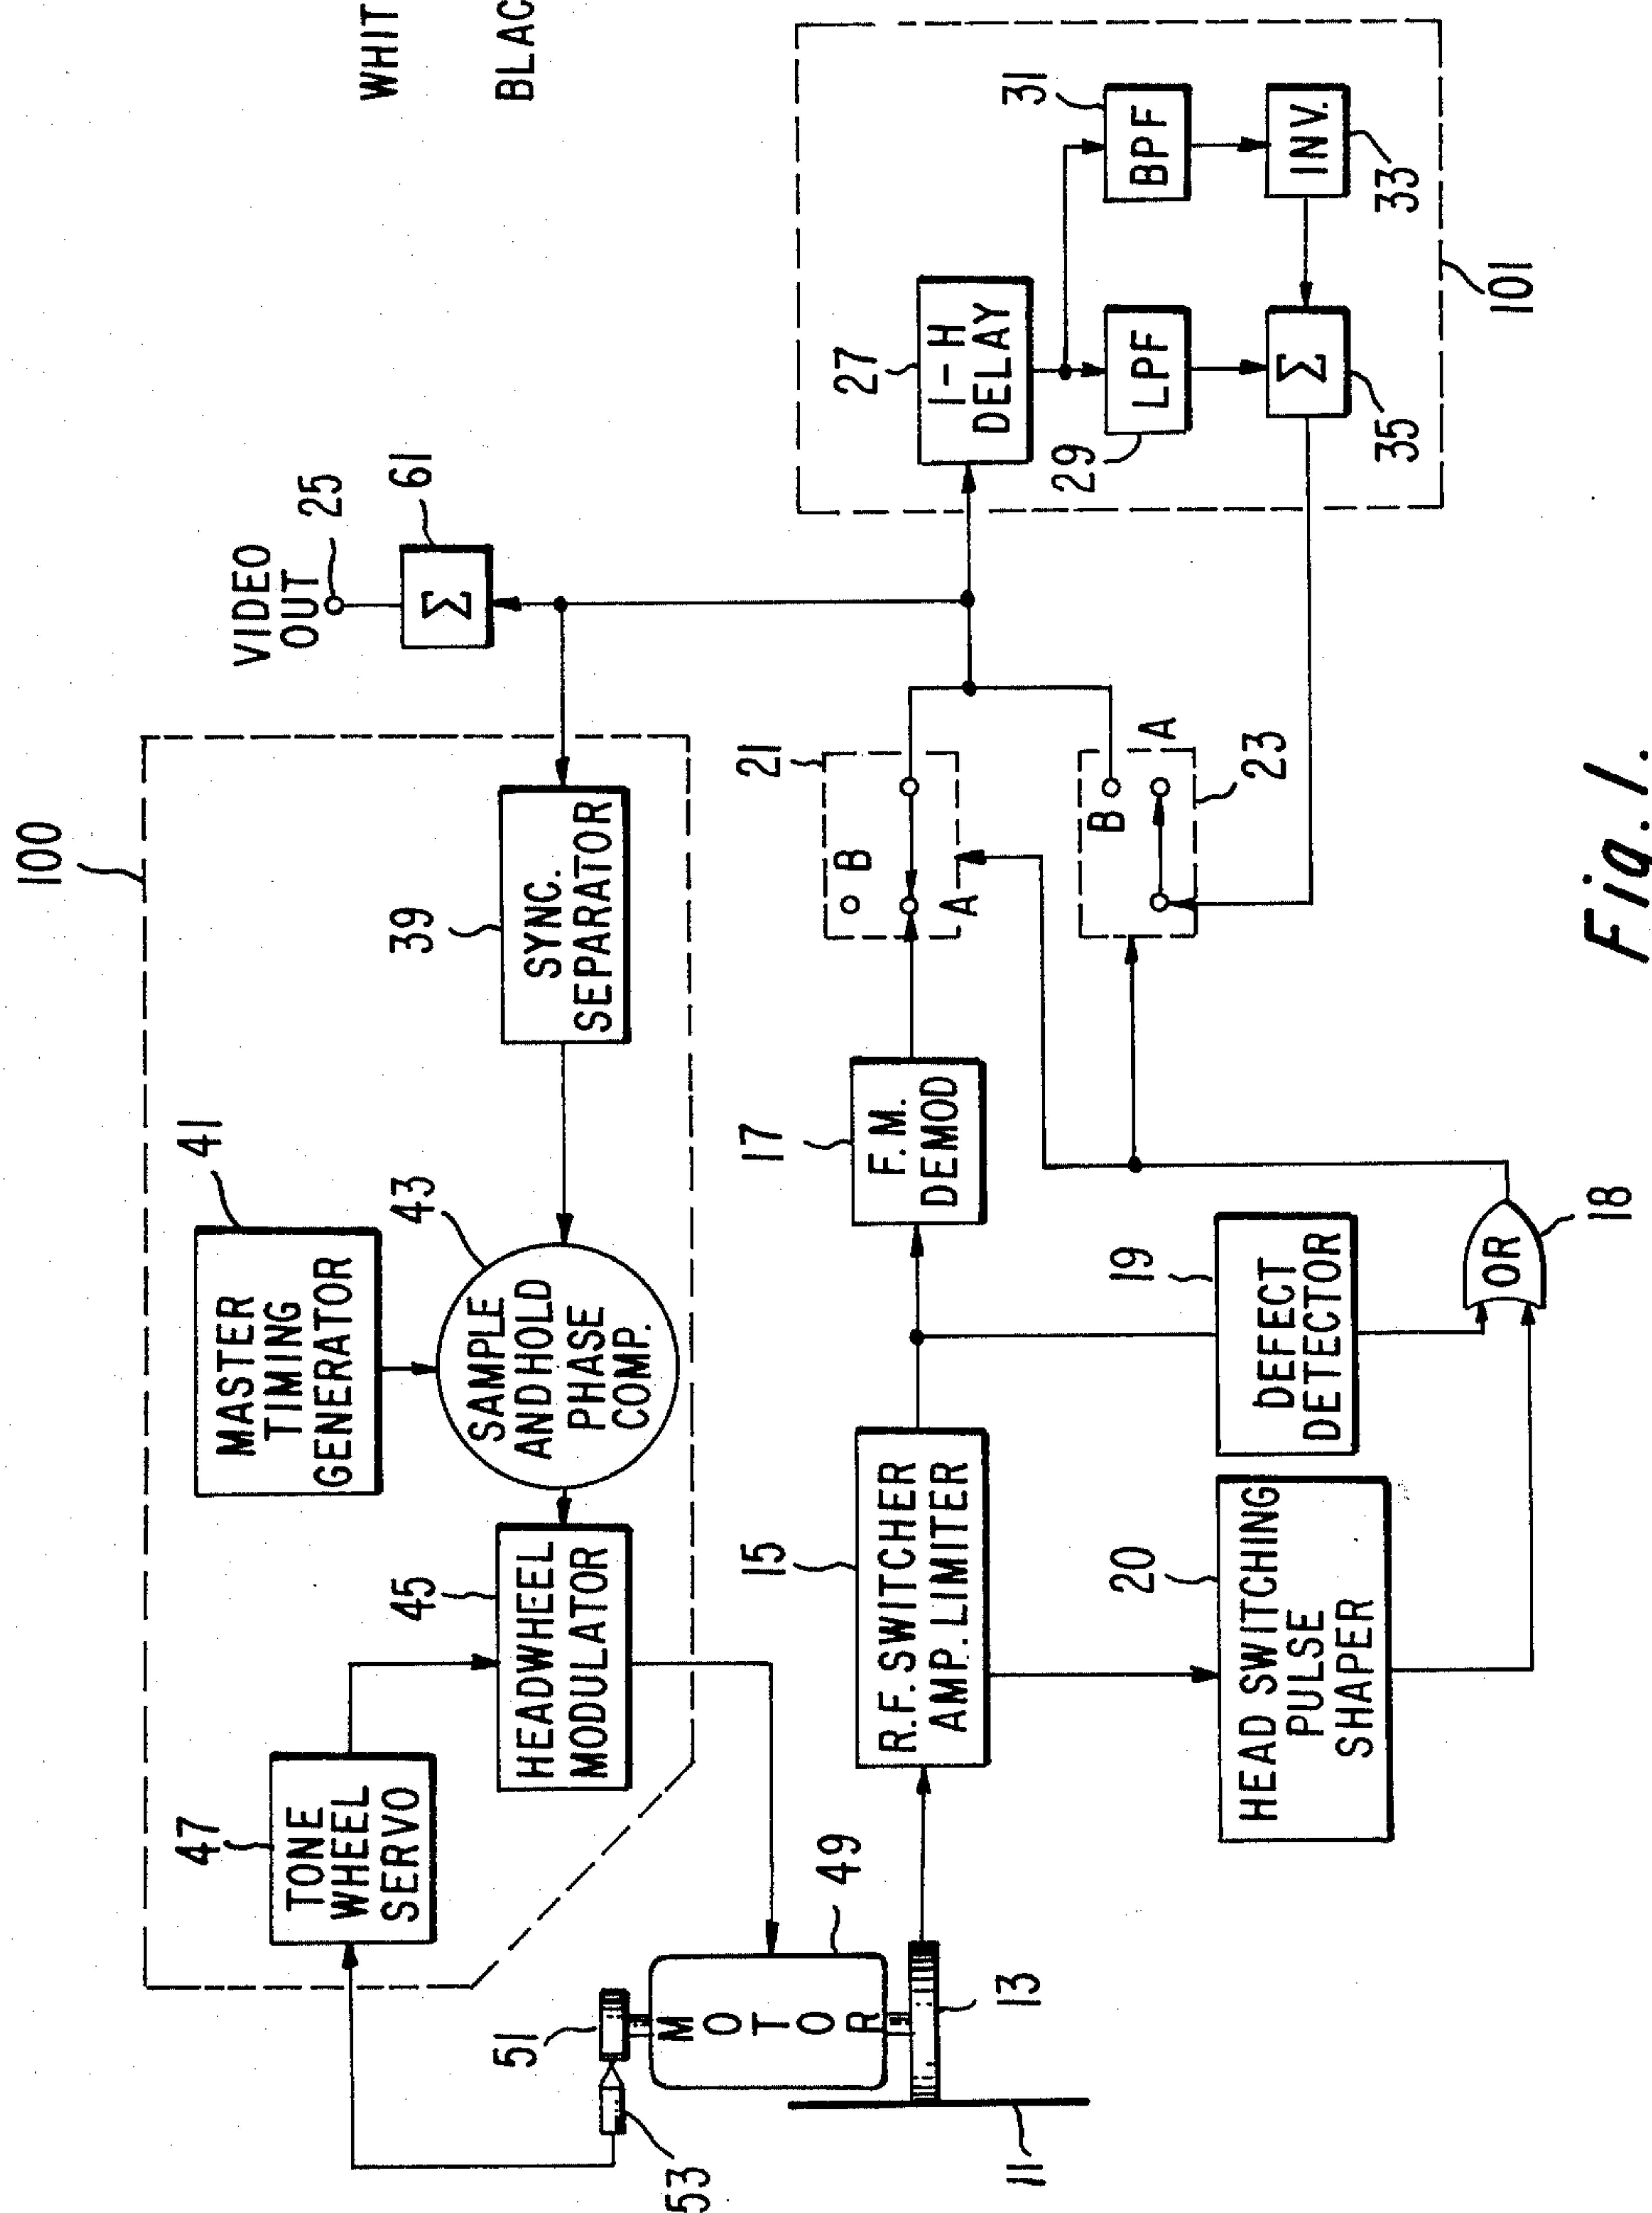 WHIT
BLAC
VIDEO
OUT
25
61
Σ
100
41
MASTER
TIMING
GENERATOR
43
SAMPLE
AND HOLD
PHASE
COMP.
39
SYNC.
SEPARATOR
47
TONE
WHEEL
SERVO
45
HEADWHEEL
MODULATOR
51
53
MOTOR
49
13
11
15
R.F. SWITCHER
AMP. LIMITER
17
F.M.
DEMOD
21
B
A
B
A
23
20
HEAD SWITCHING
PULSE
SHAPER
19
DEFECT
DETECTOR
OR
18
27
1-H
DELAY
29
LPF
31
BPF
INV.
33
Σ
35
101
Fig. 1.